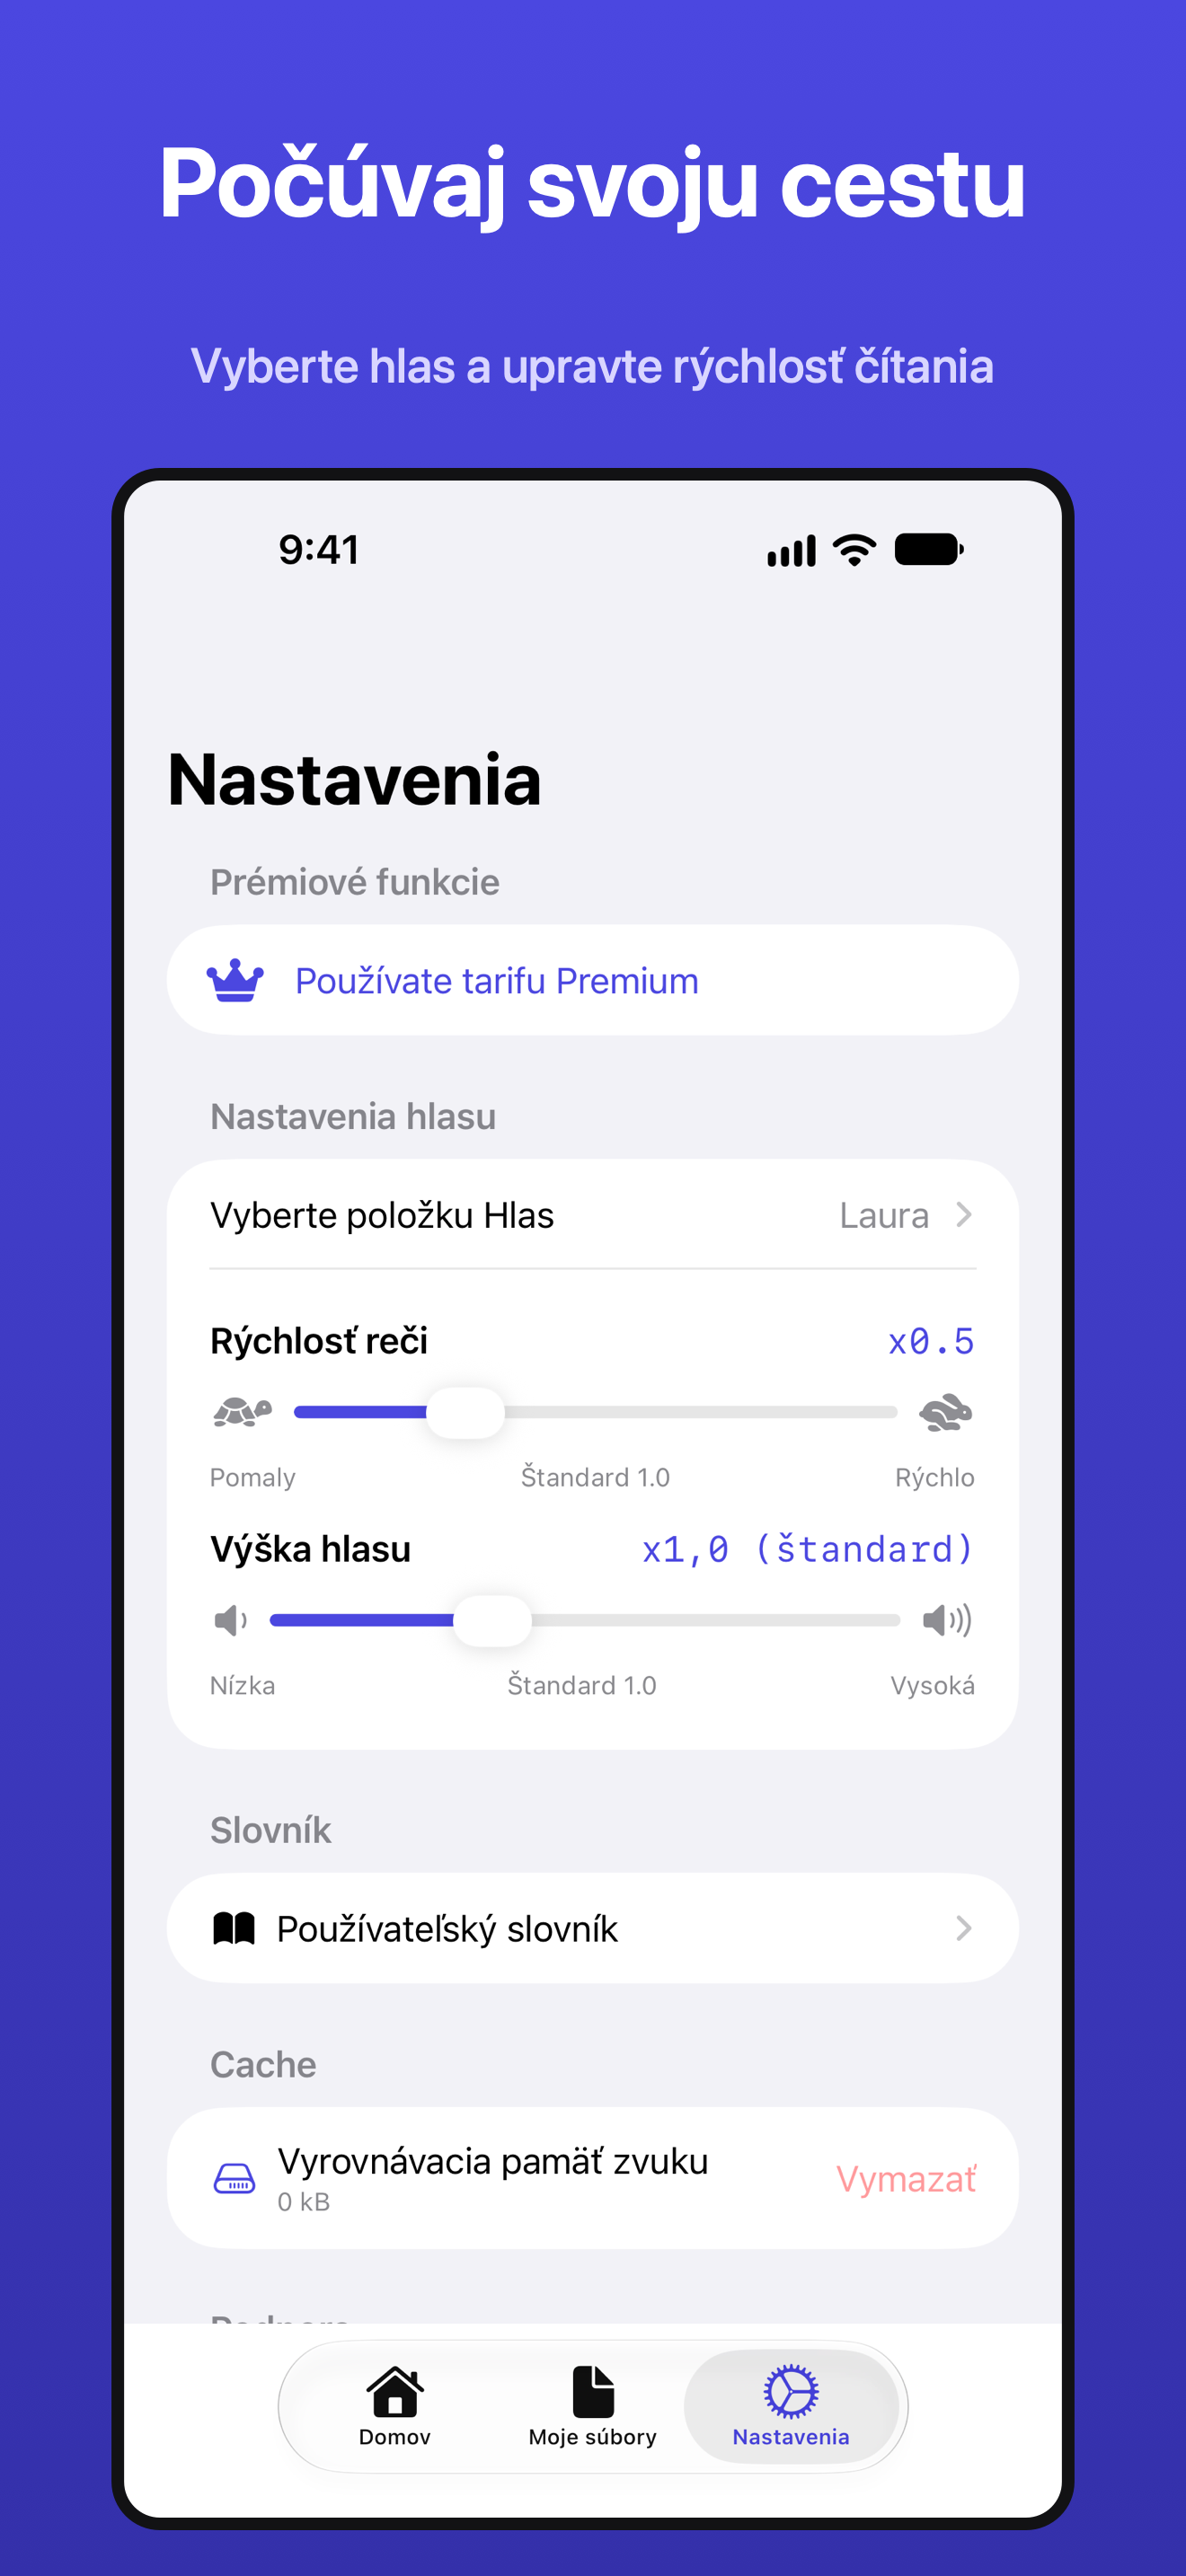 Počúvaj svoju cestu
Vyberte hlas a upravte rýchlosť čítania
9:41
Nastavenia
Prémiové funkcie
Používate tarifu Premium
Nastavenia hlasu
Vyberte položku Hlas Laura
Rýchlosť reči x0.5
Pomaly Štandard 1.0 Rýchlo
Výška hlasu x1,0 (štandard)
Nízka Štandard 1.0 Vysoká
Slovník
Používateľský slovník
Cache
Vyrovnávacia pamäť zvuku
0 kB
Vymazať
Domov Moje súbory Nastavenia